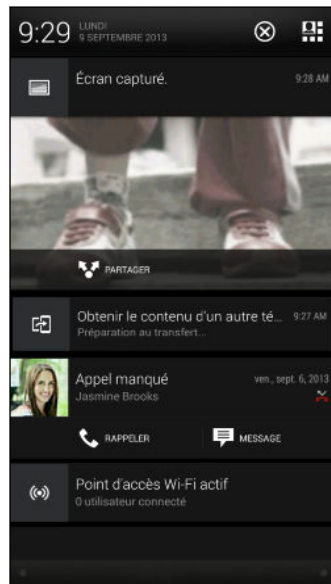 9:29
LUNDI
9 SEPTEMBRE 2013
Écran capturé.
9:28 AM
PARTAGER
Obtenir le contenu d'un autre té...
9:27 AM
Préparation au transfert...
Appel manqué
ven., sept. 6, 2013
Jasmine Brooks
RAPPELER
MESSAGE
Point d'accès Wi-Fi actif
0 utilisateur connecté